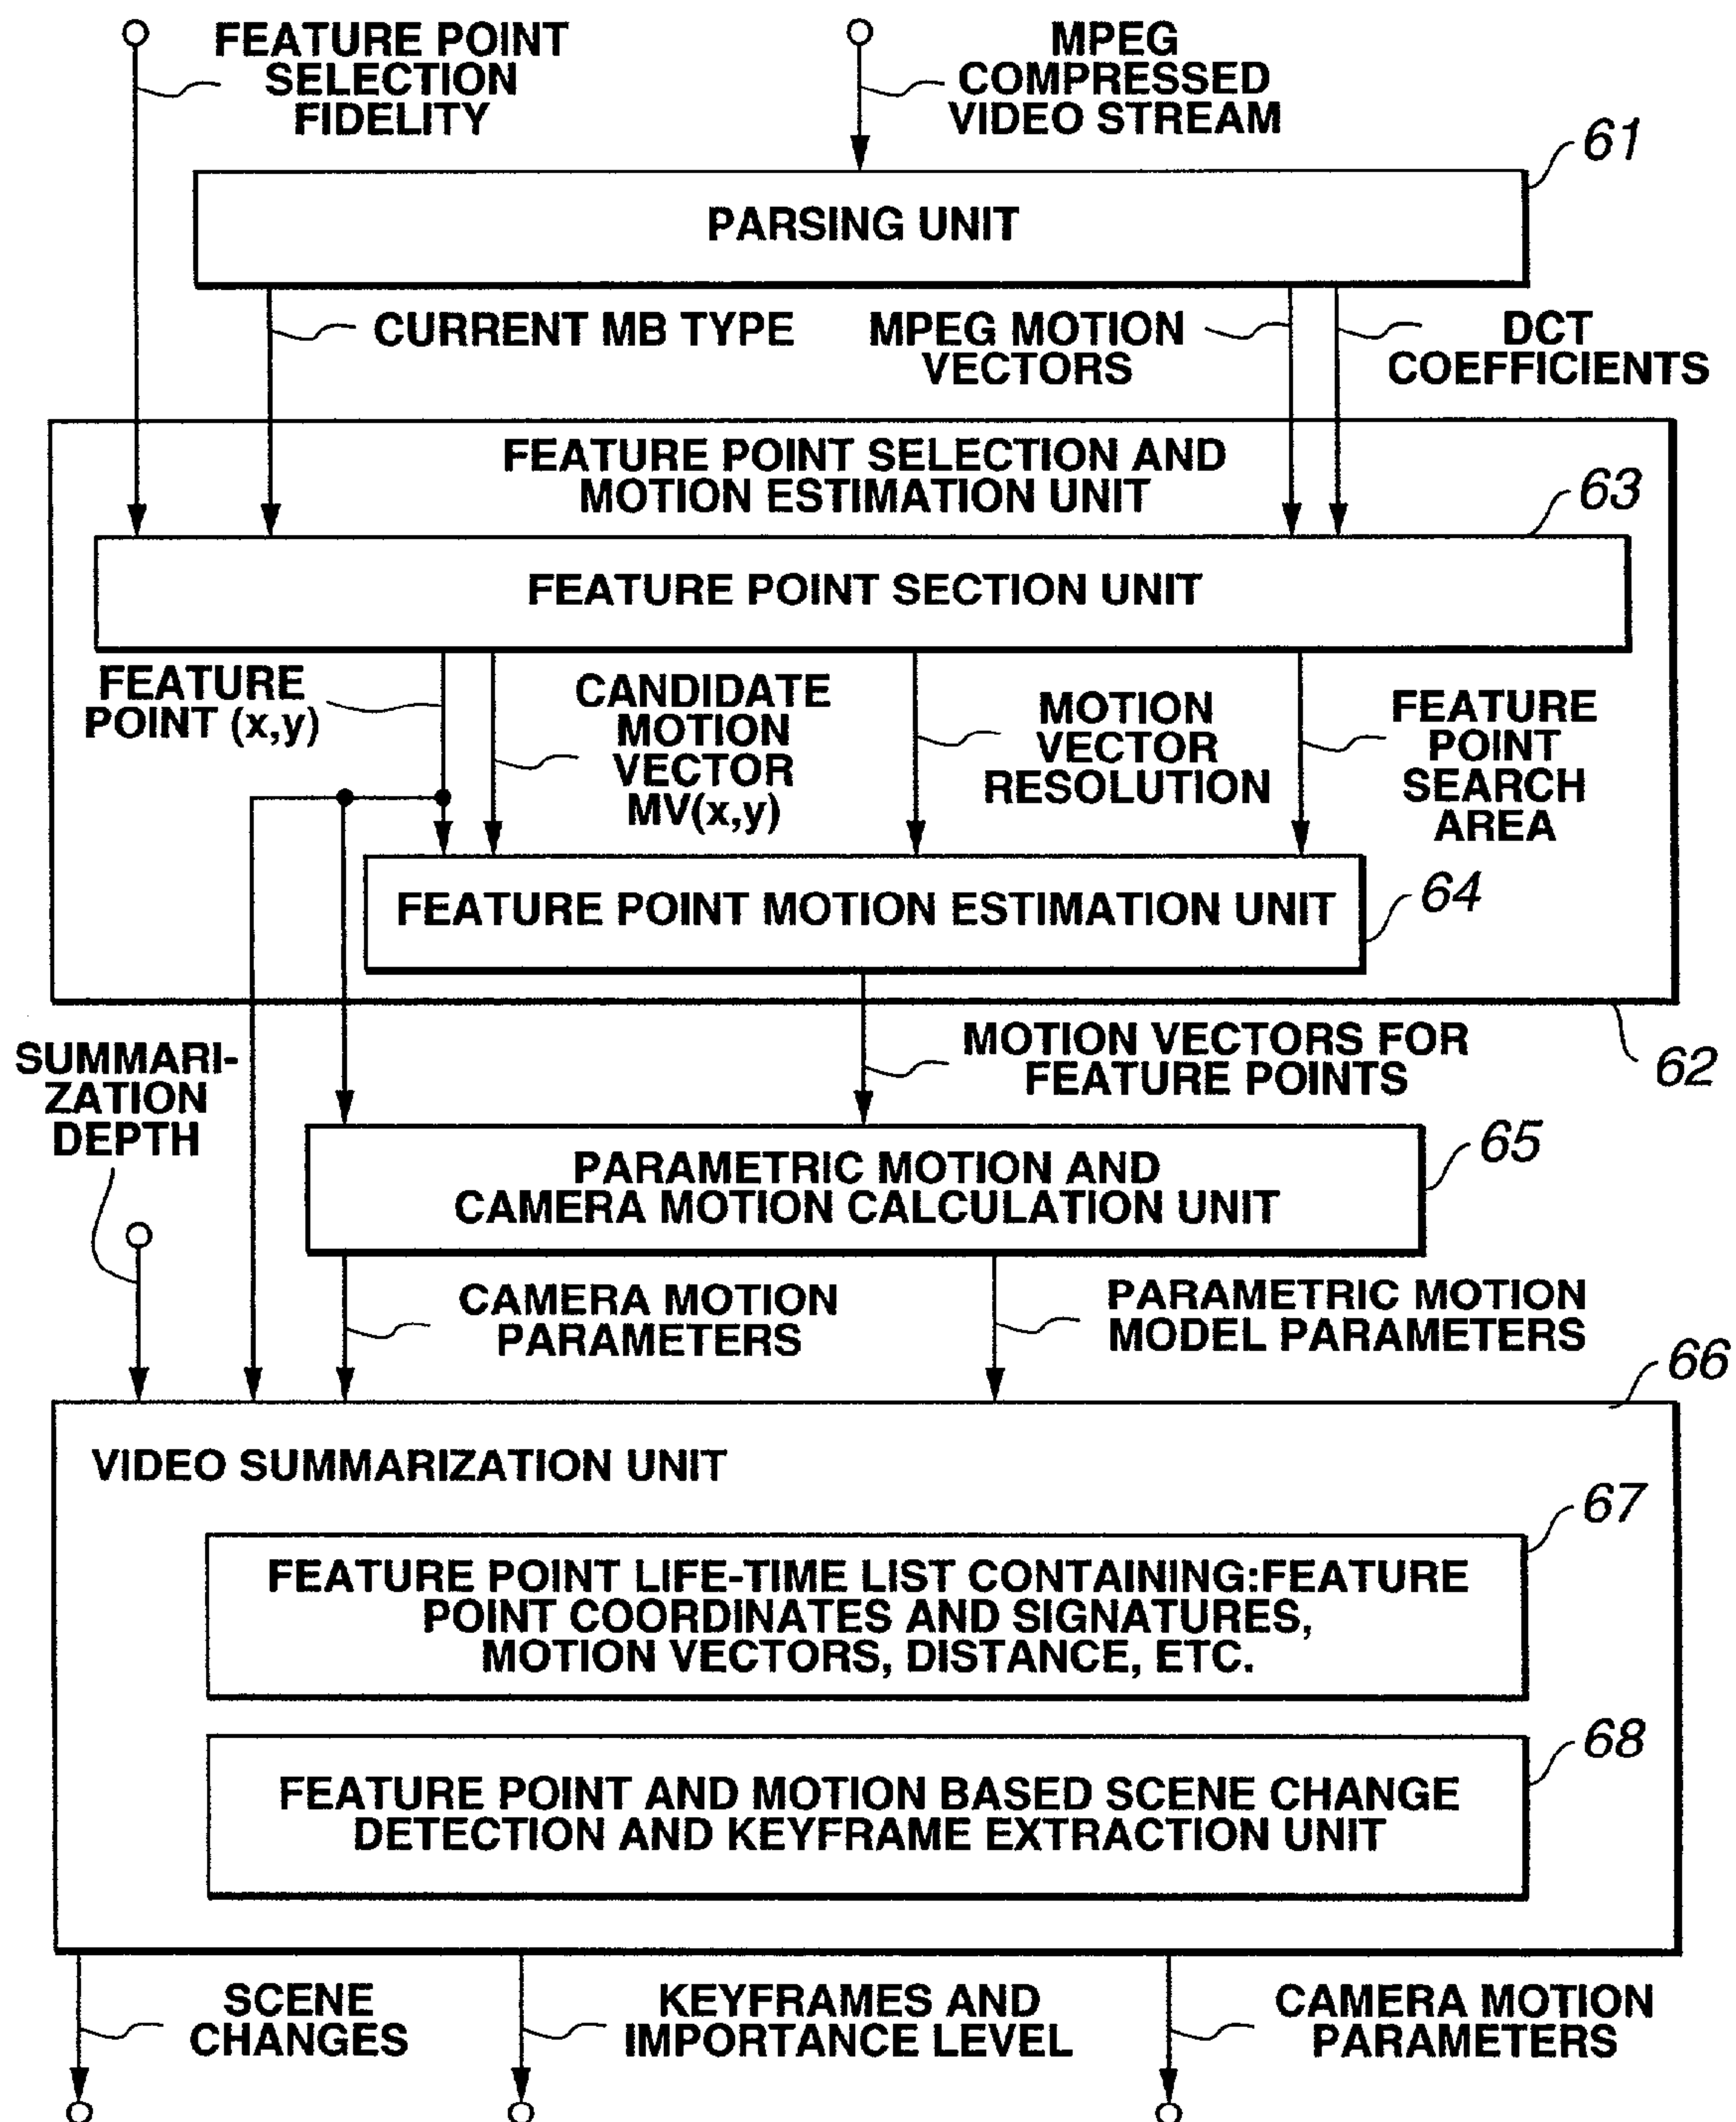 FEATURE POINT
SELECTION
FIDELITY
MPEG
COMPRESSED
VIDEO STREAM
61
PARSING UNIT
CURRENT MB TYPE
MPEG MOTION
VECTORS
DCT
COEFFICIENTS
FEATURE POINT SELECTION AND
MOTION ESTIMATION UNIT
63
FEATURE POINT SECTION UNIT
FEATURE
POINT (x,y)
CANDIDATE
MOTION
VECTOR
MV(x,y)
MOTION
VECTOR
RESOLUTION
FEATURE
POINT
SEARCH
AREA
FEATURE POINT MOTION ESTIMATION UNIT
64
62
MOTION VECTORS FOR
FEATURE POINTS
SUMMARI-
ZATION
DEPTH
65
PARAMETRIC MOTION AND
CAMERA MOTION CALCULATION UNIT
CAMERA MOTION
PARAMETERS
PARAMETRIC MOTION
MODEL PARAMETERS
66
VIDEO SUMMARIZATION UNIT
67
FEATURE POINT LIFE-TIME LIST CONTAINING:FEATURE
POINT COORDINATES AND SIGNATURES,
MOTION VECTORS, DISTANCE, ETC.
68
FEATURE POINT AND MOTION BASED SCENE CHANGE
DETECTION AND KEYFRAME EXTRACTION UNIT
SCENE
CHANGES
KEYFRAMES AND
IMPORTANCE LEVEL
CAMERA MOTION
PARAMETERS